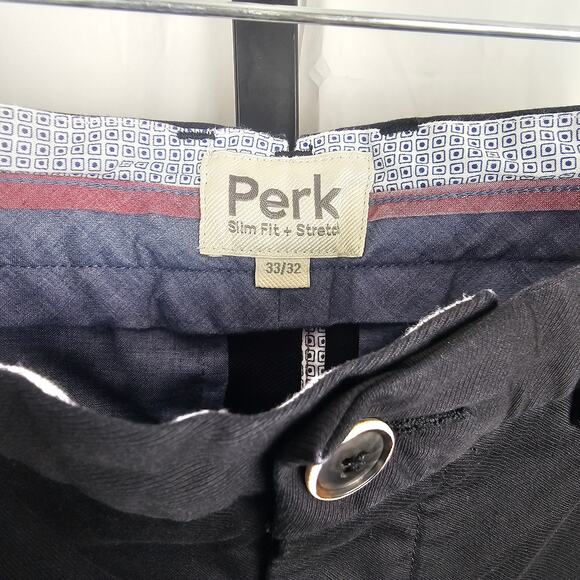 Perk
Slim Fit + Stretch
33/32